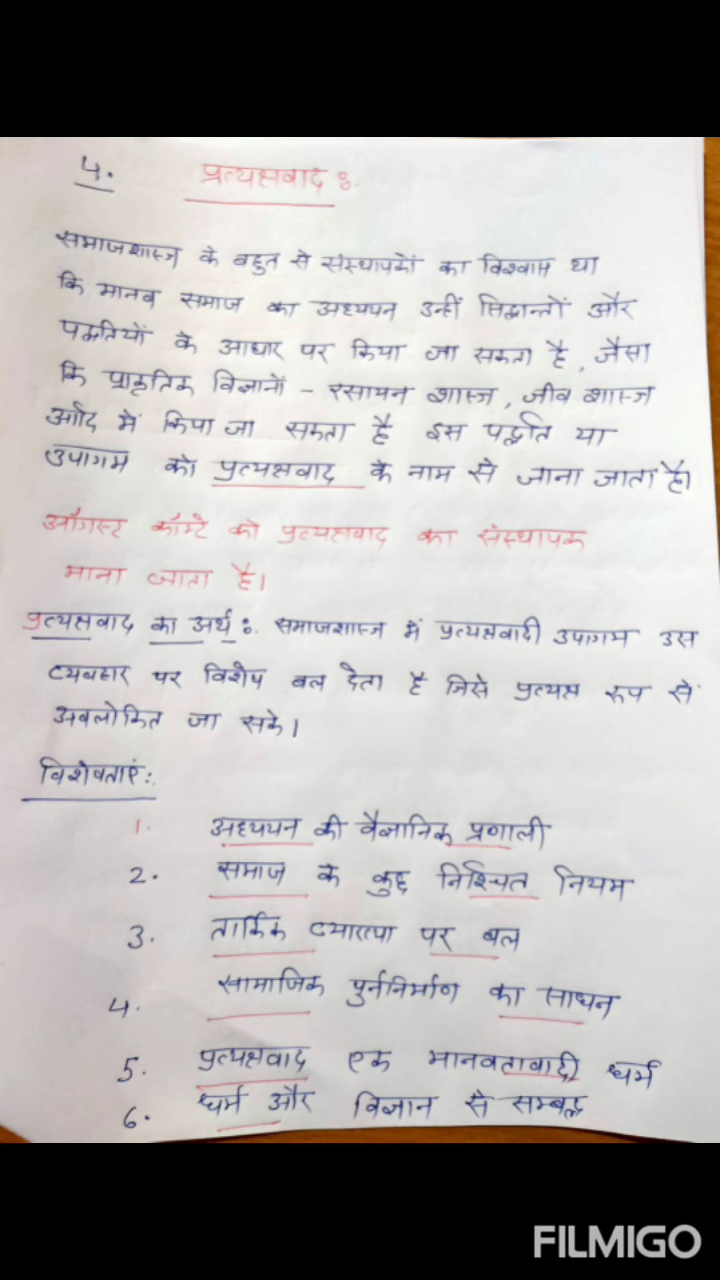 4. प्रत्यक्षवाद :.
समाजशास्त्र के बहुत से संस्थापकों का विश्वास था
कि मानव समाज का अध्ययन उन्हीं सिद्धान्तों और
पद्धतियों के आधार पर किया जा सकता है, जैसा
कि प्राकृतिक विज्ञानों - रसायन शास्त्र, जीव शास्त्र
आदि में किया जा सकता है इस पद्धति या
उपागम को प्रत्यक्षवाद के नाम से जाना जाता है।
औगस्ट कॉम्टे को प्रत्यक्षवाद का संस्थापक
माना जाता है।
प्रत्यक्षवाद का अर्थ :. समाजशास्त्र में प्रत्यक्षवादी उपागम उस
व्यवहार पर विशेष बल देता है जिसे प्रत्यक्ष रूप से
अवलोकित जा सके।
विशेषताएं :.
1. अध्ययन की वैज्ञानिक प्रणाली
2. समाज के कुछ निश्चित नियम
3. तार्किक व्याख्या पर बल
4. सामाजिक पुर्ननिर्माण का साधन
5. प्रत्यक्षवाद एक मानवतावादी धर्म
6. धर्म और विज्ञान से सम्बद्ध
FILMIGO